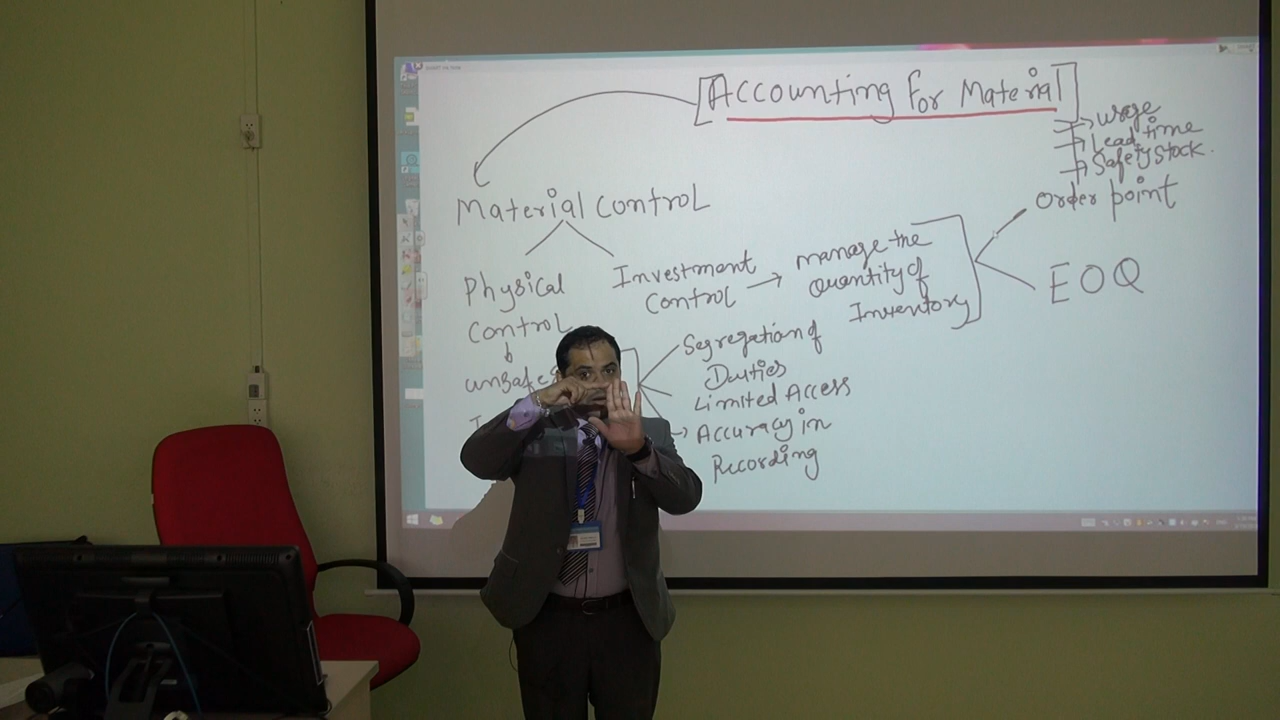 Accounting For Material
usage
Lead time
Safety Stock.
Order point
Material Control
Physical
Control
Investment
Control
manage the
Quantity of
Inventory
EOQ
Segregation of
Duties
Limited Access
Accuracy in
Recording